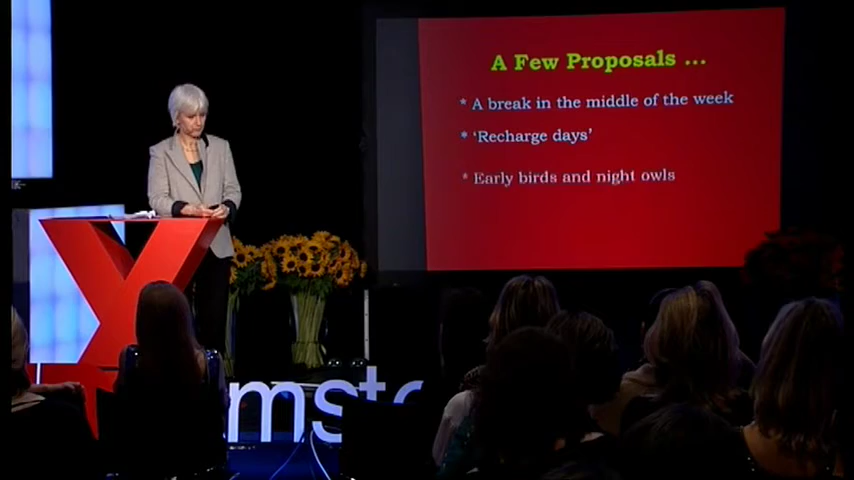 A Few Proposals ...
* A break in the middle of the week
* 'Recharge days'
* Early birds and night owls
X
mste